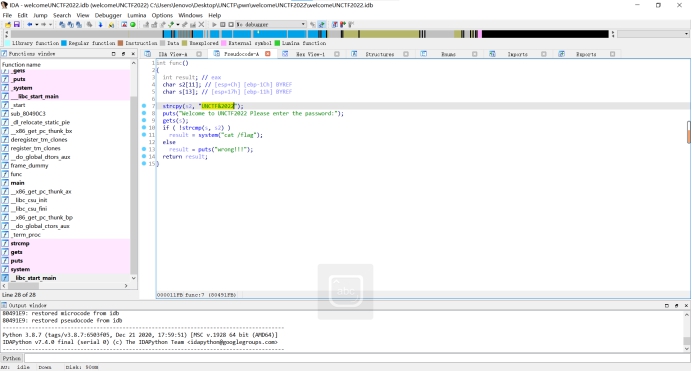 IDA - welcomeUNCTF2022.idb (welcomeUNCTF2022) C:\Users\lenovo\Desktop\UNCTF\pwn\welcomeUNCTF2022\welcomeUNCTF2022.idb
File Edit Jump Search View Debugger Lumina Options Windows Help
No debugger
Library function Regular function Instruction Data Unexplored External symbol Lumina function
Functions window
IDA View-A Pseudocode-A Hex View-1 Structures Enums Imports Exports
Function name
_gets
_puts
_system
__libc_start_main
_start
sub_80490C3
_dl_relocate_static_pie
__x86_get_pc_thunk_bx
deregister_tm_clones
register_tm_clones
__do_global_dtors_aux
frame_dummy
func
main
__x86_get_pc_thunk_ax
__libc_csu_init
__libc_csu_fini
__x86_get_pc_thunk_bp
__do_global_ctors_aux
_term_proc
strcmp
gets
puts
system
__libc_start_main
Line 28 of 28
1 int func()
2 {
3 int result; // eax
4 char s2[11]; // [esp+Ch] [ebp-1Ch] BYREF
5 char s[13]; // [esp+17h] [ebp-11h] BYREF
6
7 strcpy(s2, "UNCTF&2022");
8 puts("Welcome to UNCTF2022 Please enter the password:");
9 gets(s);
10 if ( !strcmp(s, s2) )
11 result = system("cat /flag");
12 else
13 result = puts("wrong!!!");
14 return result;
15 }
000011FB func:7 (80491FB)
abc
Output window
80491E9: restored microcode from idb
80491E9: restored pseudocode from idb
Python 3.8.7 (tags/v3.8.7:6503f05, Dec 21 2020, 17:59:51) [MSC v.1928 64 bit (AMD64)]
IDAPython v7.4.0 final (serial 0) (c) The IDAPython Team <idapython@googlegroups.com>
Python
AU: idle Down Disk: 90GB